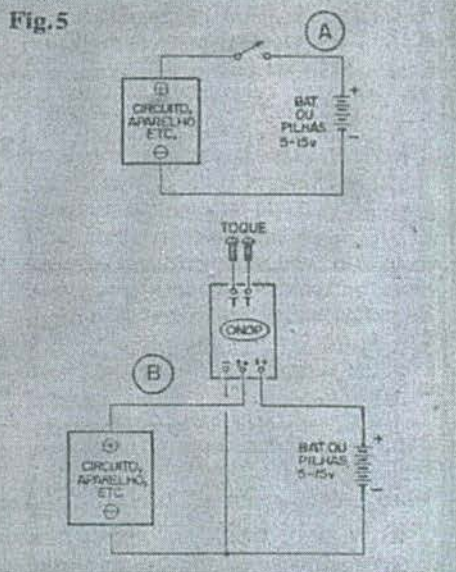 Fig.5
A
CIRCUITO,
APARELHO
ETC.
BAT
OU
PILHAS
5-15v
TOQUE
T T
B
CIRCUITO,
APARELHO,
ETC
BAT OU
PILHAS
5-15v